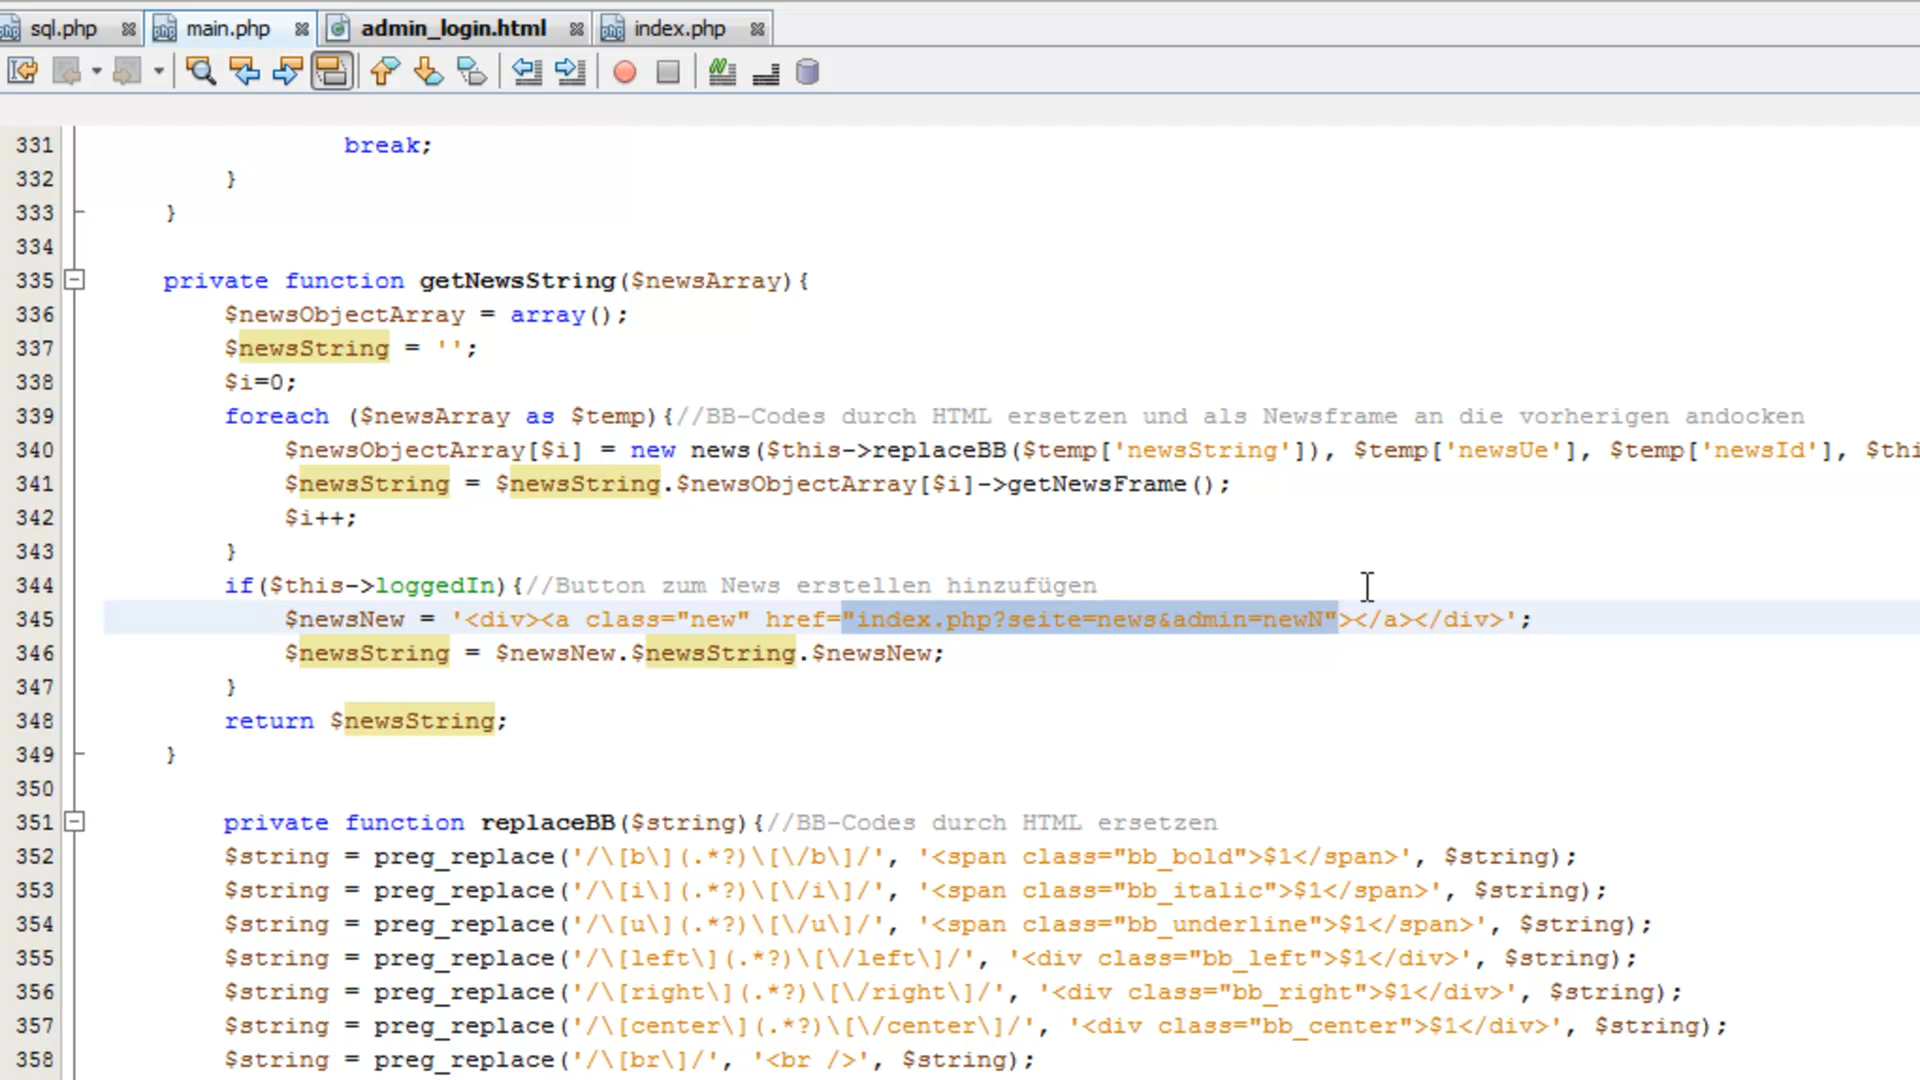 sql.php main.php admin_login.html index.php
331 break;
332 }
333 }
334
335 private function getNewsString($newsArray){
336 $newsObjectArray = array();
337 $newsString = '';
338 $i=0;
339 foreach ($newsArray as $temp){//BB-Codes durch HTML ersetzen und als Newsframe an die vorherigen andocken
340 $newsObjectArray[$i] = new news($this->replaceBB($temp['newsString']), $temp['newsUe'], $temp['newsId'], $thi
341 $newsString = $newsString.$newsObjectArray[$i]->getNewsFrame();
342 $i++;
343 }
344 if($this->loggedIn){//Button zum News erstellen hinzufügen
345 $newsNew = '<div><a class="new" href="index.php?seite=news&admin=newN"></a></div>';
346 $newsString = $newsNew.$newsString.$newsNew;
347 }
348 return $newsString;
349 }
350
351 private function replaceBB($string){//BB-Codes durch HTML ersetzen
352 $string = preg_replace('/\[b\](.*?)\[\/b\]/', '<span class="bb_bold">$1</span>', $string);
353 $string = preg_replace('/\[i\](.*?)\[\/i\]/', '<span class="bb_italic">$1</span>', $string);
354 $string = preg_replace('/\[u\](.*?)\[\/u\]/', '<span class="bb_underline">$1</span>', $string);
355 $string = preg_replace('/\[left\](.*?)\[\/left\]/', '<div class="bb_left">$1</div>', $string);
356 $string = preg_replace('/\[right\](.*?)\[\/right\]/', '<div class="bb_right">$1</div>', $string);
357 $string = preg_replace('/\[center\](.*?)\[\/center\]/', '<div class="bb_center">$1</div>', $string);
358 $string = preg_replace('/\[br\]/', '<br />', $string);